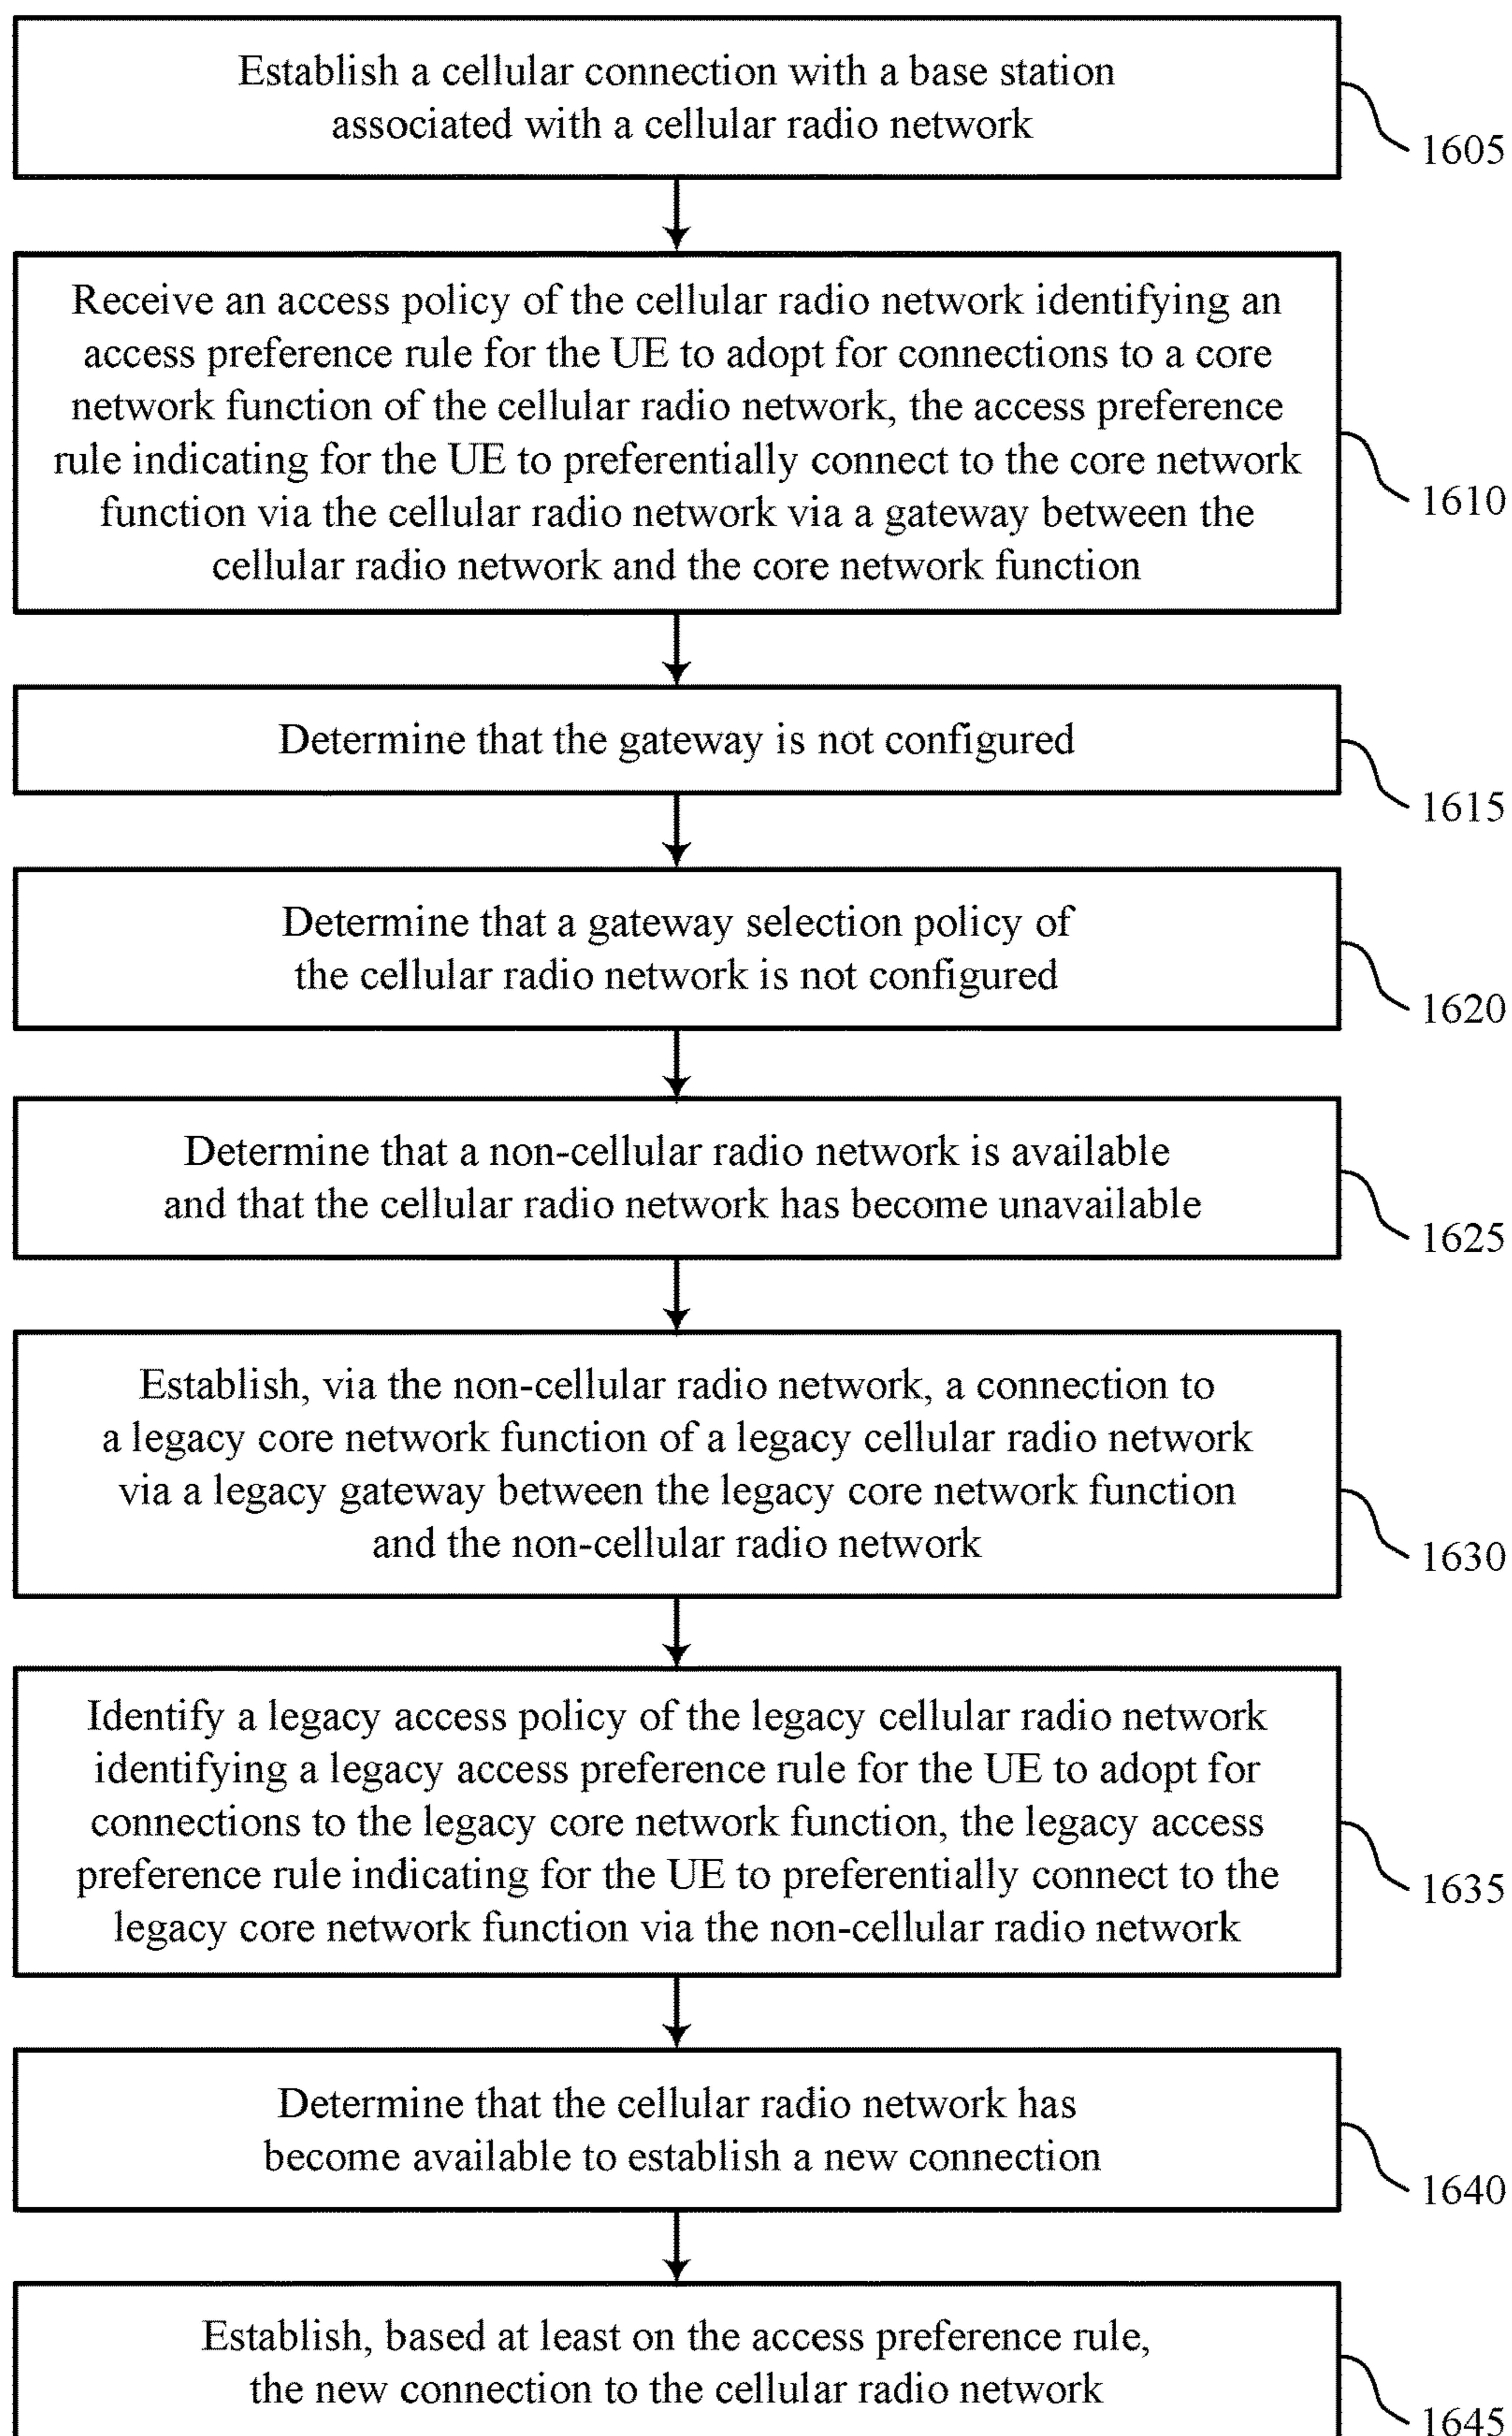 Establish a cellular connection with a base station
associated with a cellular radio network
1605
Receive an access policy of the cellular radio network identifying an
access preference rule for the UE to adopt for connections to a core
network function of the cellular radio network, the access preference
rule indicating for the UE to preferentially connect to the core network
function via the cellular radio network via a gateway between the
cellular radio network and the core network function
1610
Determine that the gateway is not configured
1615
Determine that a gateway selection policy of
the cellular radio network is not configured
1620
Determine that a non-cellular radio network is available
and that the cellular radio network has become unavailable
1625
Establish, via the non-cellular radio network, a connection to
a legacy core network function of a legacy cellular radio network
via a legacy gateway between the legacy core network function
and the non-cellular radio network
1630
Identify a legacy access policy of the legacy cellular radio network
identifying a legacy access preference rule for the UE to adopt for
connections to the legacy core network function, the legacy access
preference rule indicating for the UE to preferentially connect to the
legacy core network function via the non-cellular radio network
1635
Determine that the cellular radio network has
become available to establish a new connection
1640
Establish, based at least on the access preference rule,
the new connection to the cellular radio network
1645